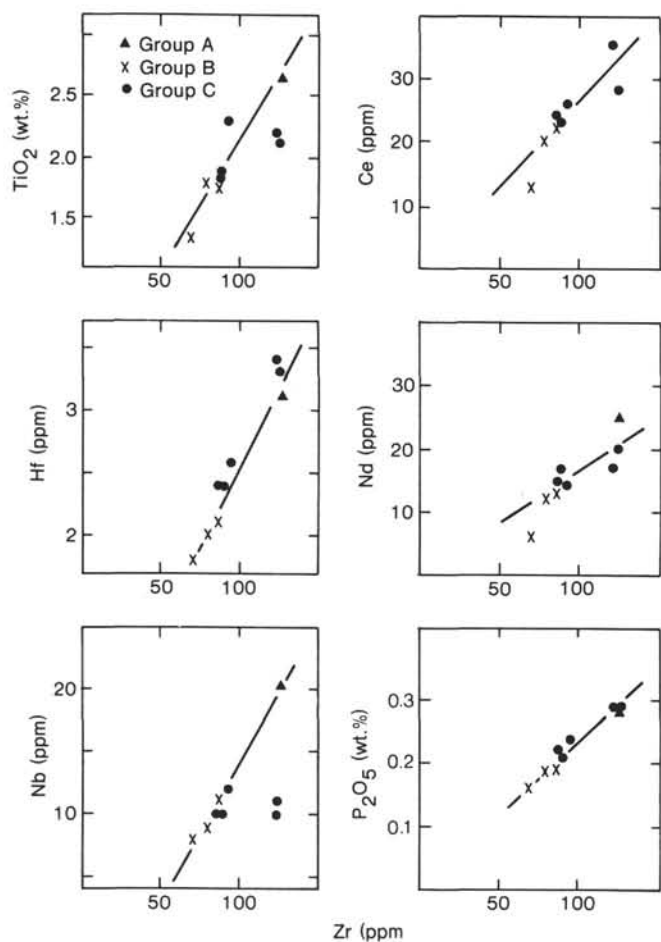 ▲ Group A
x Group B
● Group C
TiO2 (wt.%)
2.5
2.0
1.5
50 100
Ce (ppm)
30
20
10
50 100
Hf (ppm)
3
2
50 100
Nd (ppm)
30
20
10
50 100
Nb (ppm)
20
10
50 100
P2O5 (wt.%)
0.3
0.2
0.1
50 100
Zr (ppm